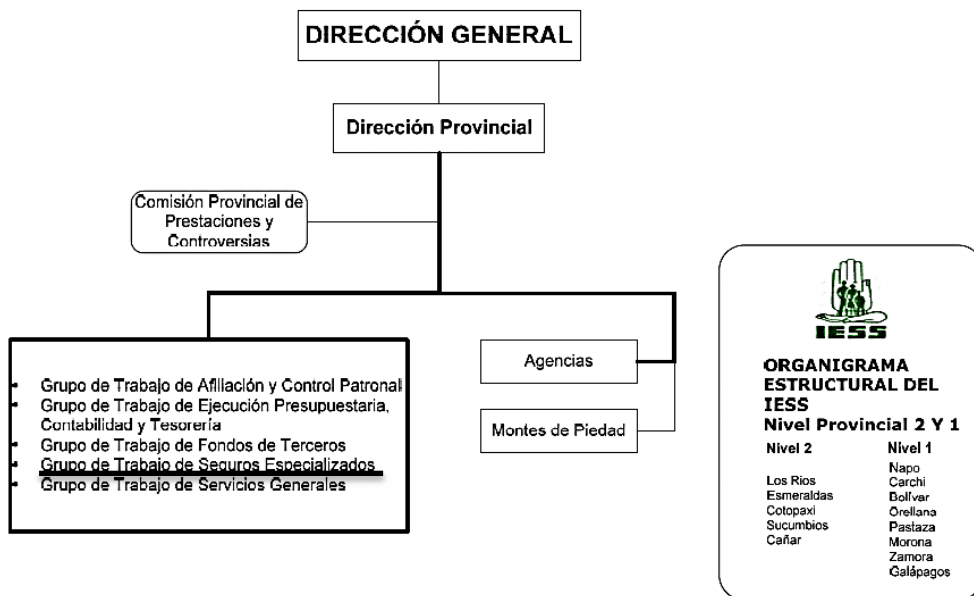 DIRECCIÓN GENERAL
Dirección Provincial
Comisión Provincial de
Prestaciones y
Controversias
Grupo de Trabajo de Afiliación y Control Patronal
Grupo de Trabajo de Ejecución Presupuestaria,
Contabilidad y Tesorería
Grupo de Trabajo de Fondos de Terceros
Grupo de Trabajo de Seguros Especializados
Grupo de Trabajo de Servicios Generales
Agencias
Montes de Piedad
IESS
ORGANIGRAMA
ESTRUCTURAL DEL
IESS
Nivel Provincial 2 Y 1
Nivel 2
Los Rios
Esmeraldas
Cotopaxi
Sucumbios
Cañar
Nivel 1
Napo
Carchi
Bolívar
Orellana
Pastaza
Morona
Zamora
Galápagos